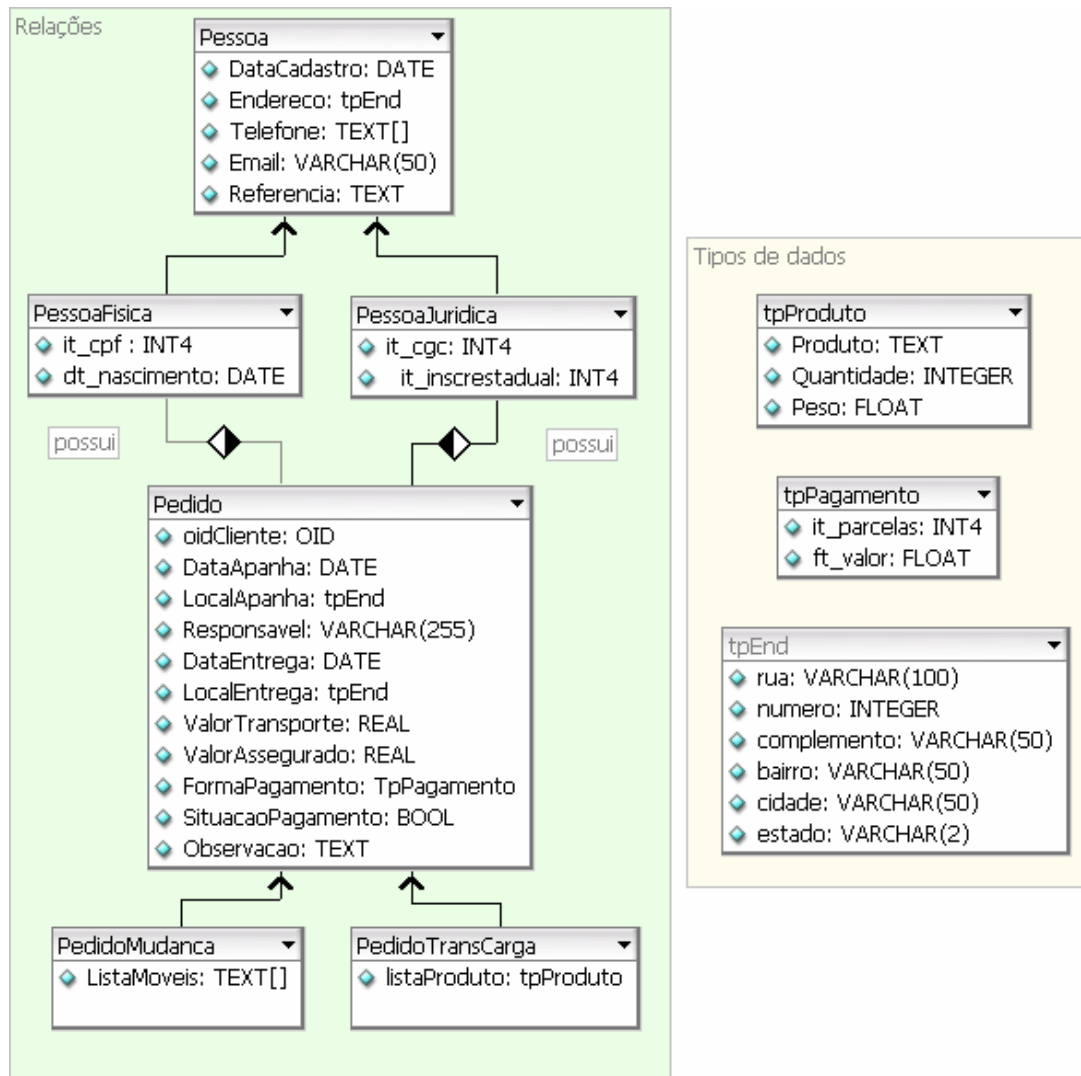 Relações
Pessoa
DataCadastro: DATE
Endereco: tpEnd
Telefone: TEXT[]
Email: VARCHAR(50)
Referencia: TEXT
PessoaFisica
it_cpf : INT4
dt_nascimento: DATE
PessoaJuridica
it_cgc: INT4
it_inscrestadual: INT4
possui
possui
Pedido
oidCliente: OID
DataApanha: DATE
LocalApanha: tpEnd
Responsavel: VARCHAR(255)
DataEntrega: DATE
LocalEntrega: tpEnd
ValorTransporte: REAL
ValorAssegurado: REAL
FormaPagamento: TpPagamento
SituacaoPagamento: BOOL
Observacao: TEXT
PedidoMudanca
ListaMoveis: TEXT[]
PedidoTransCarga
listaProduto: tpProduto
Tipos de dados
tpProduto
Produto: TEXT
Quantidade: INTEGER
Peso: FLOAT
tpPagamento
it_parcelas: INT4
ft_valor: FLOAT
tpEnd
rua: VARCHAR(100)
numero: INTEGER
complemento: VARCHAR(50)
bairro: VARCHAR(50)
cidade: VARCHAR(50)
estado: VARCHAR(2)